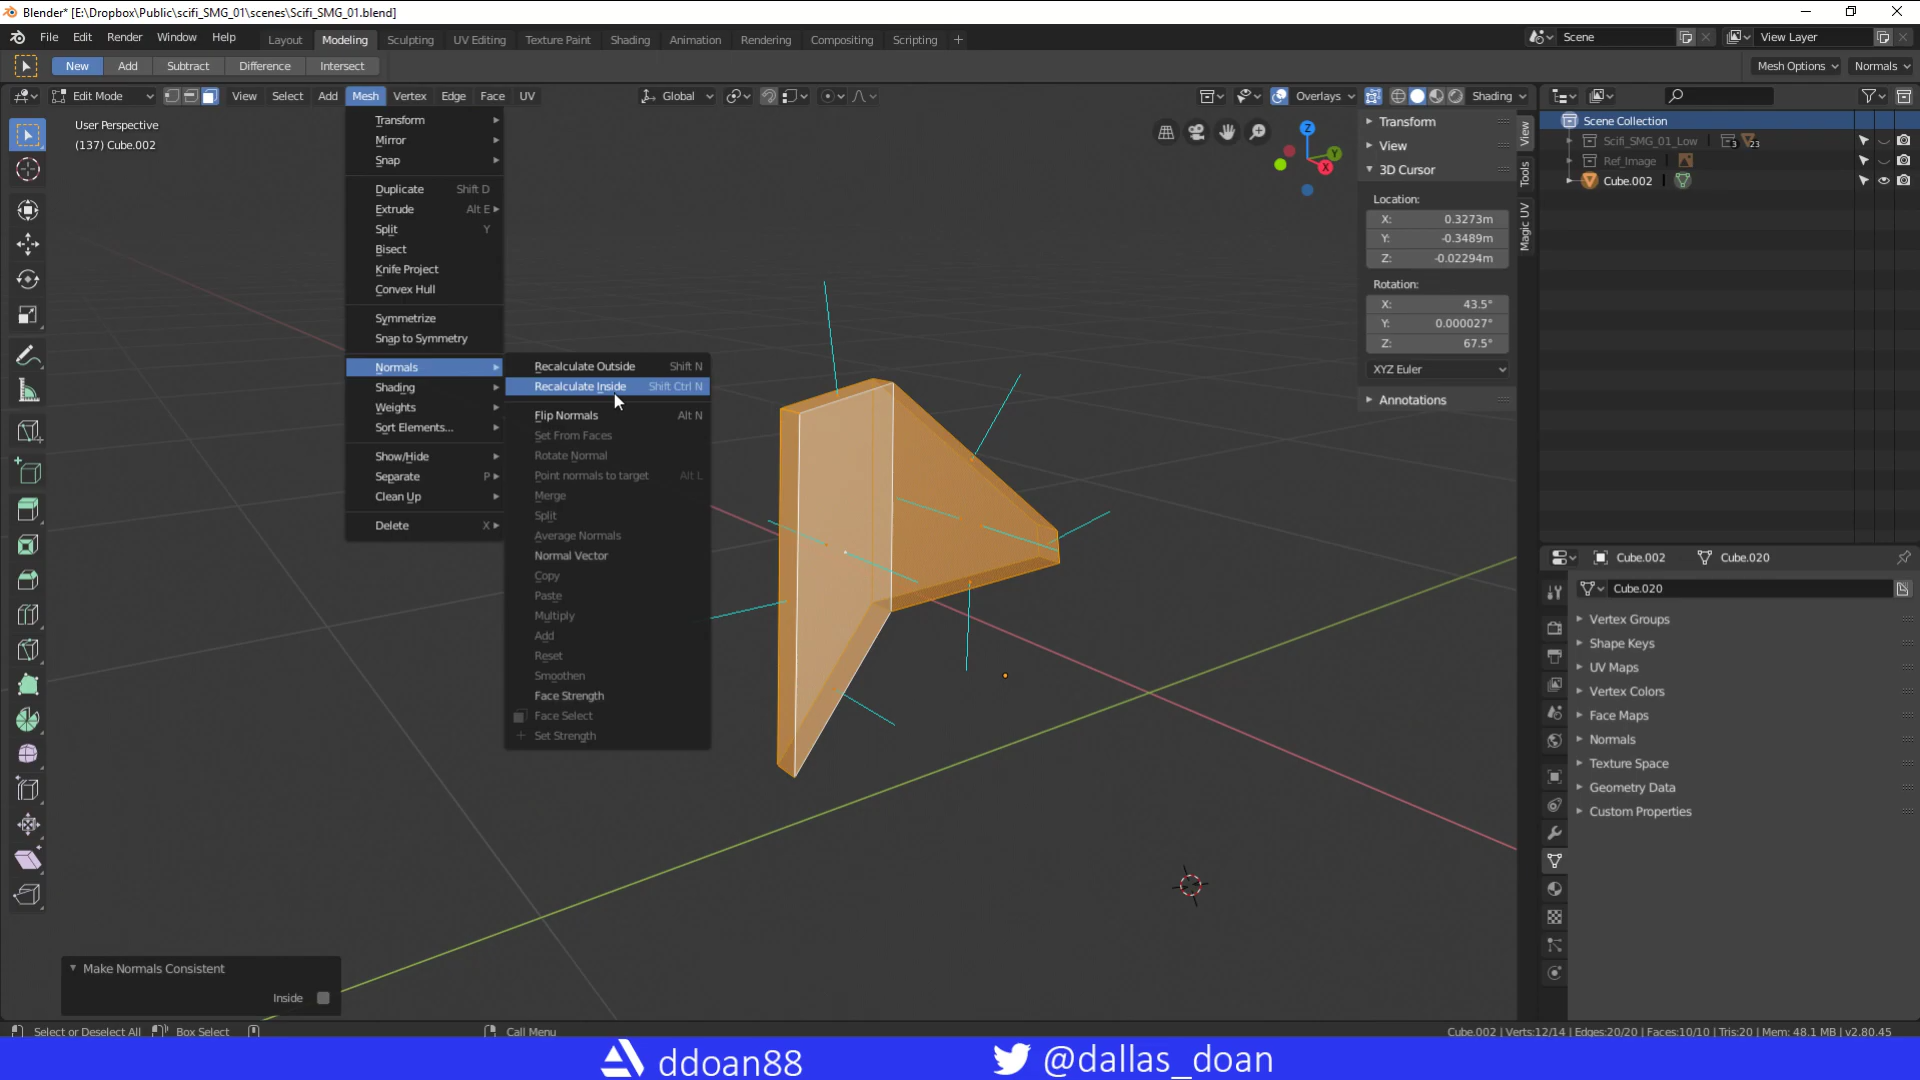 Blender* [E:\Dropbox\Public\scifi_SMG_01\scenes\Scifi_SMG_01.blend]
File Edit Render Window Help Layout Modeling Sculpting UV Editing Texture Paint Shading Animation Rendering Compositing Scripting + Scene View Layer
New Add Subtract Difference Intersect Mesh Options Normals
Edit Mode View Select Add Mesh Vertex Edge Face UV Global Overlays Shading
User Perspective
(137) Cube.002
Transform
Mirror
Snap
Duplicate Shift D
Extrude Alt E
Split Y
Bisect
Knife Project
Convex Hull
Symmetrize
Snap to Symmetry
Normals
Shading
Weights
Sort Elements...
Show/Hide
Separate P
Clean Up
Delete X
Recalculate Outside Shift N
Recalculate Inside Shift Ctrl N
Flip Normals Alt N
Set From Faces
Rotate Normal
Point normals to target Alt L
Merge
Split
Average Normals
Normal Vector
Copy
Paste
Multiply
Add
Reset
Smoothen
Face Strength
Face Select
Set Strength
Z
Y
X
Transform
View
3D Cursor
Location:
X: 0.3273m
Y: -0.3489m
Z: -0.02294m
Rotation:
X: 43.5°
Y: 0.000027°
Z: 67.5°
XYZ Euler
Annotations
View
Tools
Magic UV
Scene Collection
Scifi_SMG_01_Low 3 23
Ref_Image
Cube.002
Cube.002 Cube.020
Cube.020
Vertex Groups
Shape Keys
UV Maps
Vertex Colors
Face Maps
Normals
Texture Space
Geometry Data
Custom Properties
Make Normals Consistent
Inside
Select or Deselect All Box Select Call Menu Cube.002 | Verts:12/14 | Edges:20/20 | Faces:10/10 | Tris:20 | Mem: 48.1 MB | v2.80.45
ddoan88 @dallas_doan